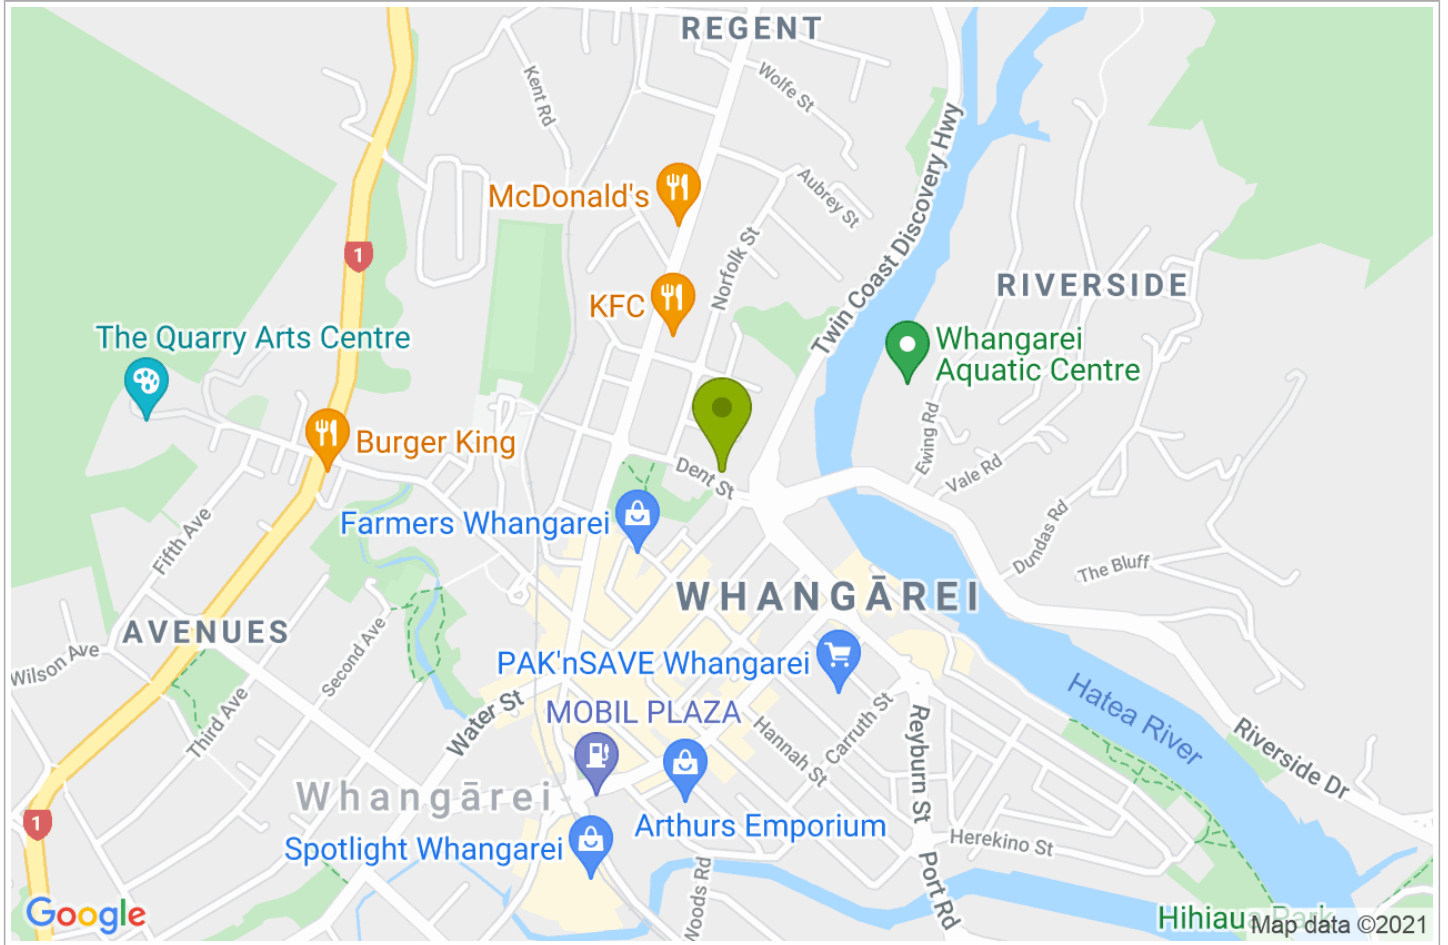 REGENT
Wolfe St
Kent Rd
Twin Coast Discovery Hwy
McDonald's
Aubrey St
Norfolk St
1
RIVERSIDE
KFC
The Quarry Arts Centre
Whangarei
Aquatic Centre
Burger King
Ewing Rd
Vale Rd
Dent St
Farmers Whangarei
Fifth Ave
Dundas Rd
The Bluff
WHANGĀREI
AVENUES
Second Ave
Wilson Ave
PAK'nSAVE Whangarei
Third Ave
Water St
MOBIL PLAZA
Hannah St
Carruth St
Reyburn St
Hatea River
Riverside Dr
Whangārei
1
Arthurs Emporium
Spotlight Whangarei
Herekino St
Woods Rd
Port Rd
Google
Hihiaua Park
Map data ©2021